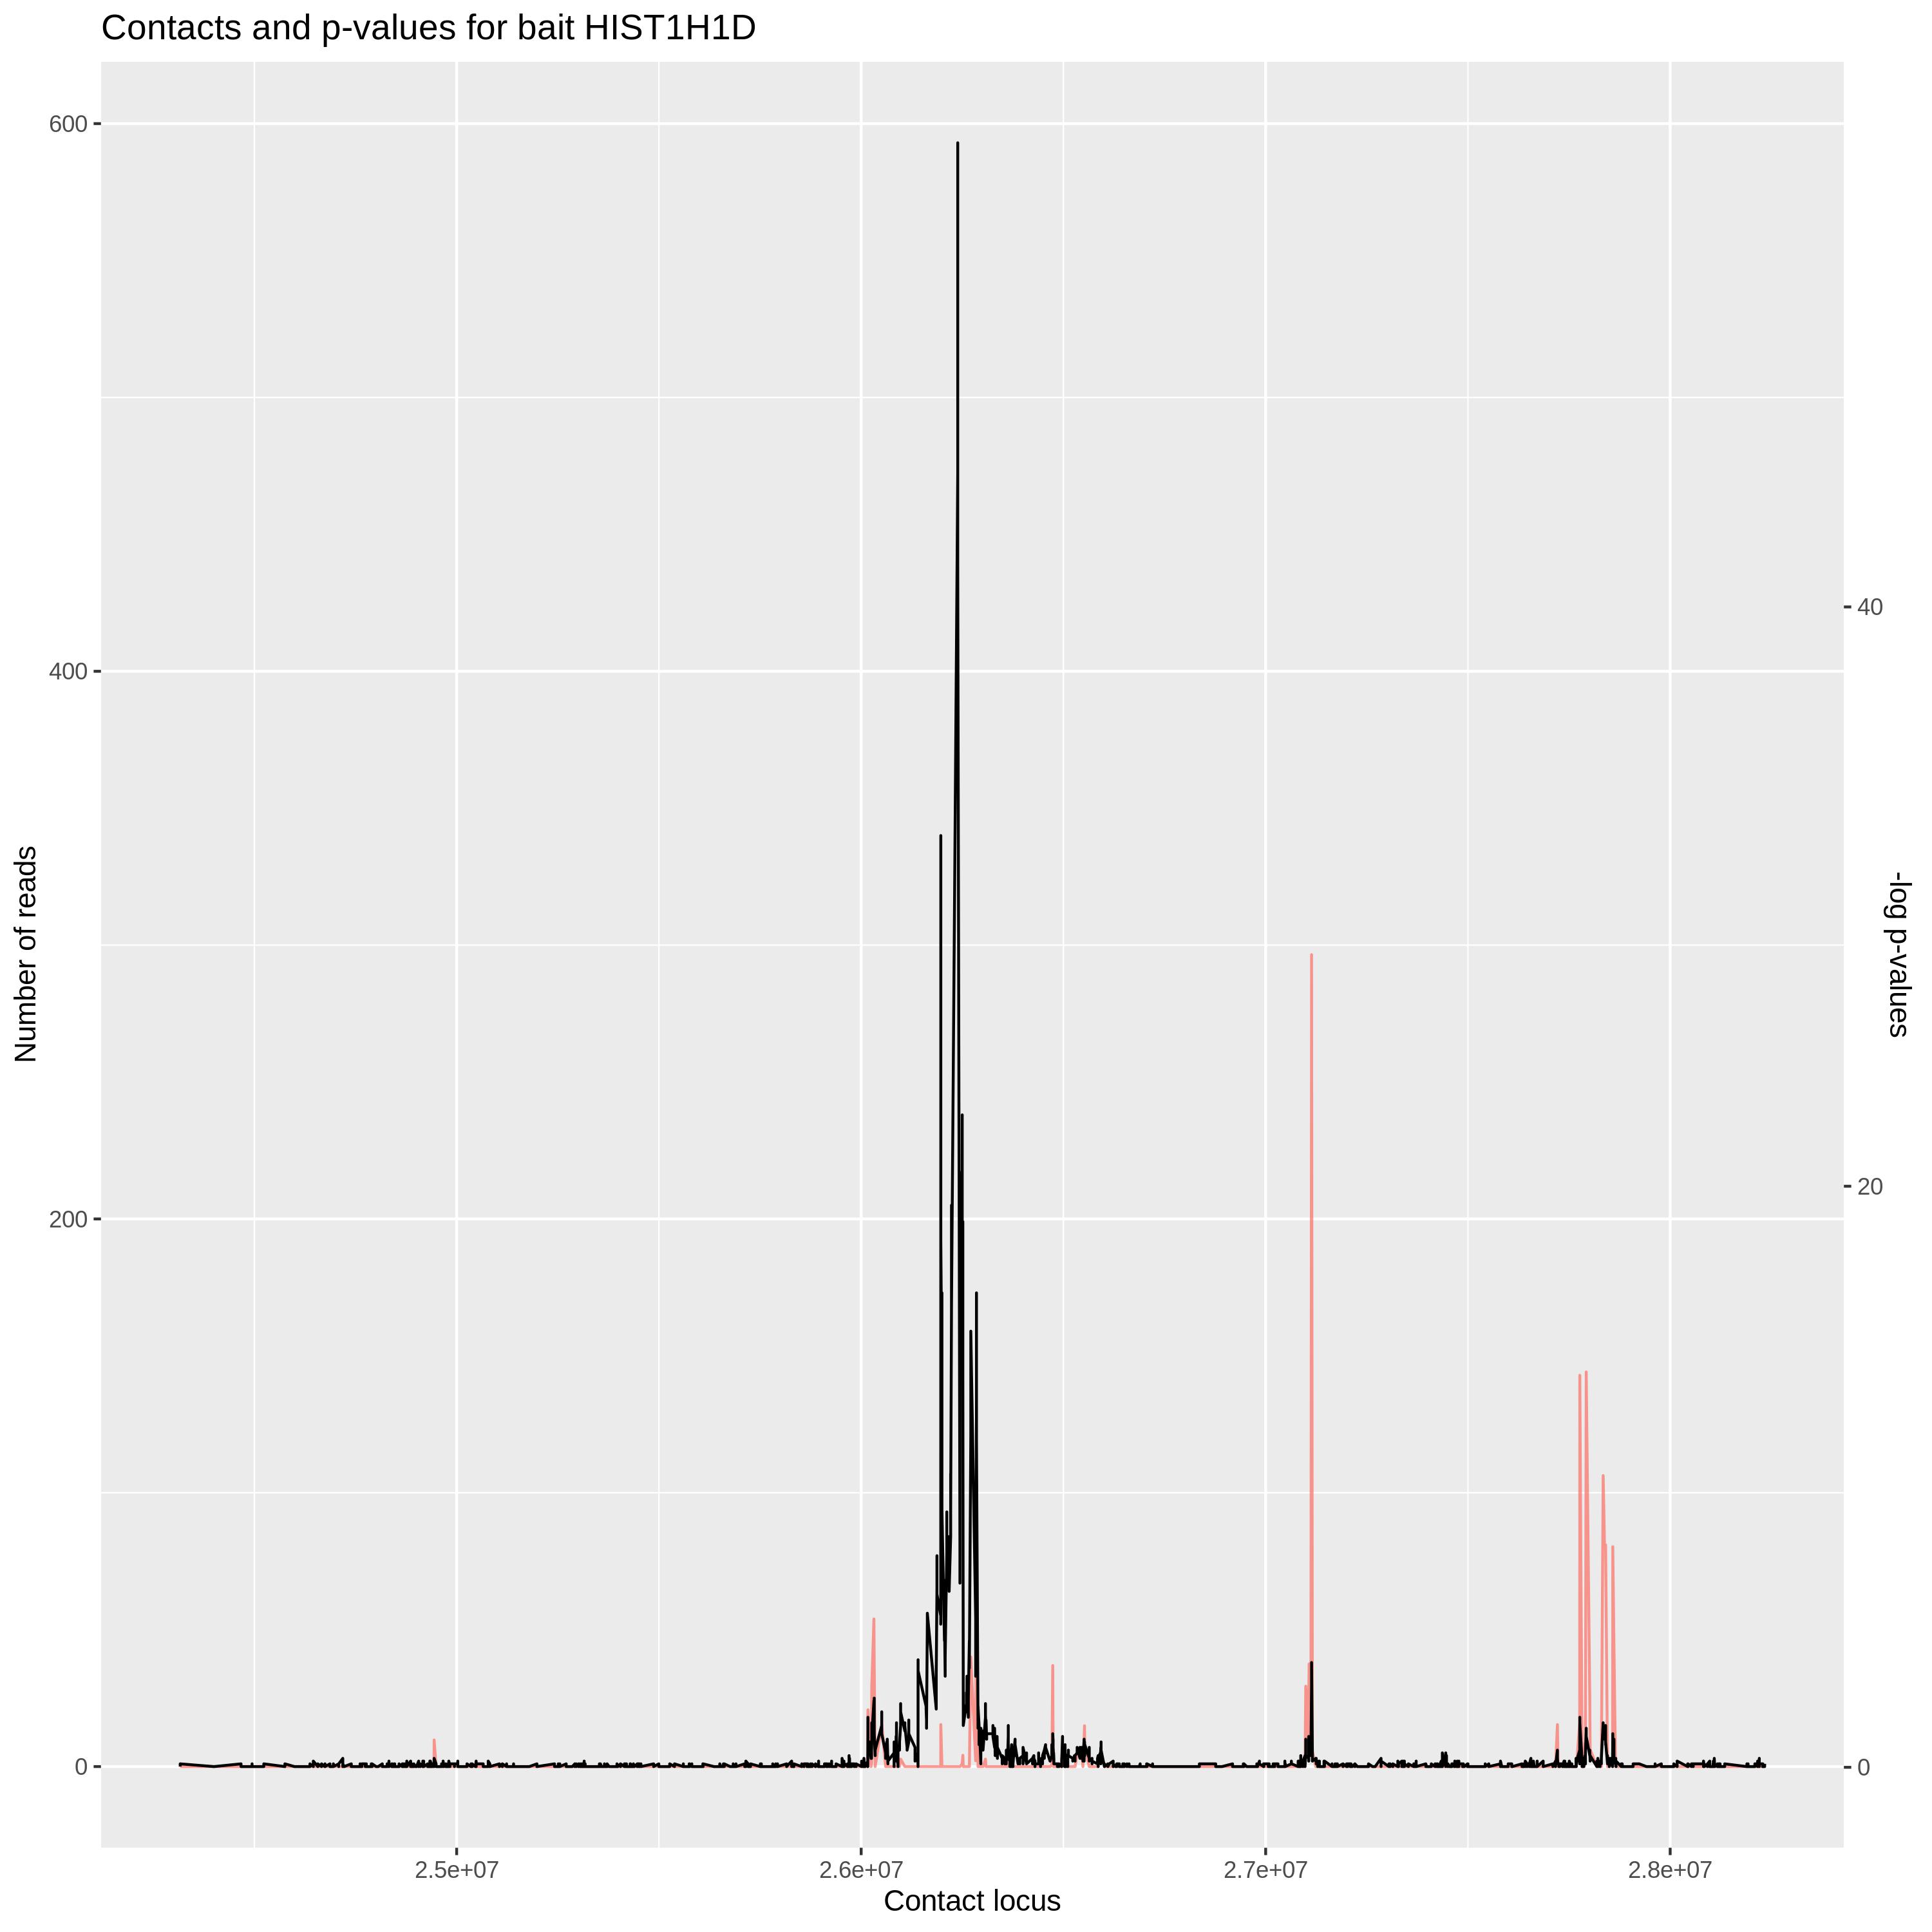 Contacts and p-values for bait HIST1H1D
600
400
200
0
Number of reads
40
20
0
-log p-values
2.5e+07
2.6e+07
2.7e+07
2.8e+07
Contact locus